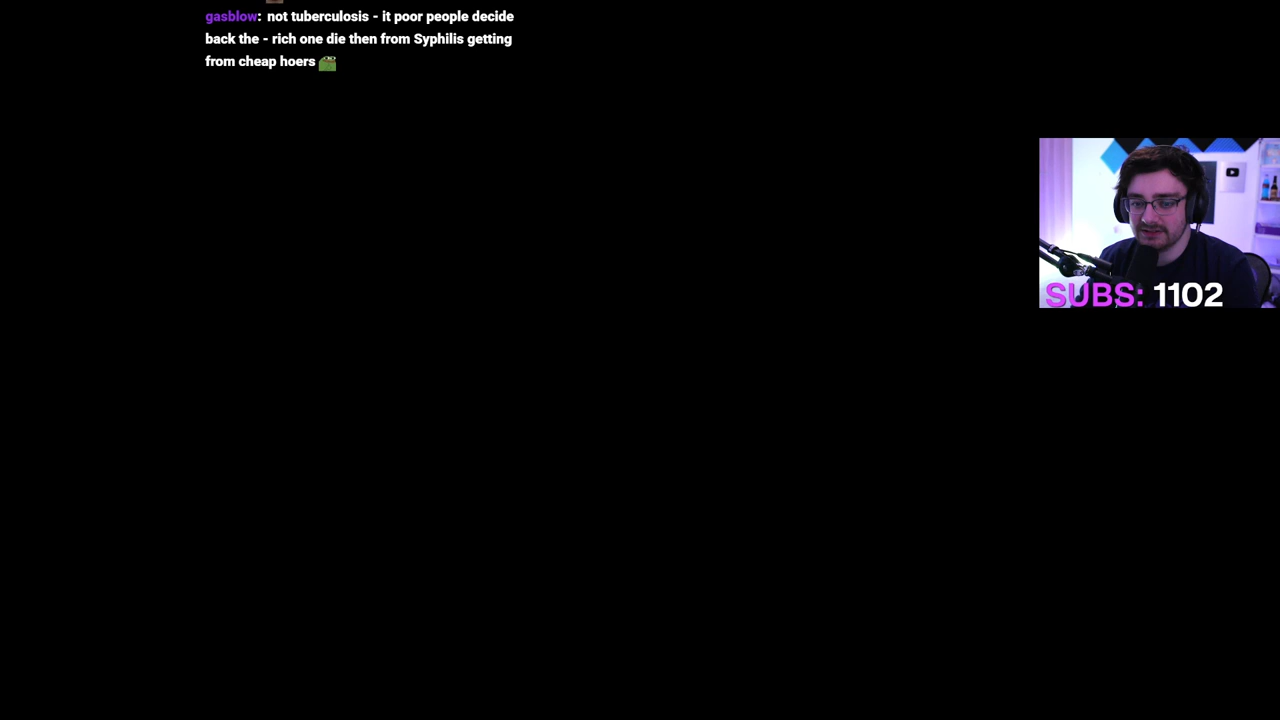 gasblow: not tuberculosis - it poor people decide
back the - rich one die then from Syphilis getting
from cheap hoers
SUBS: 1102